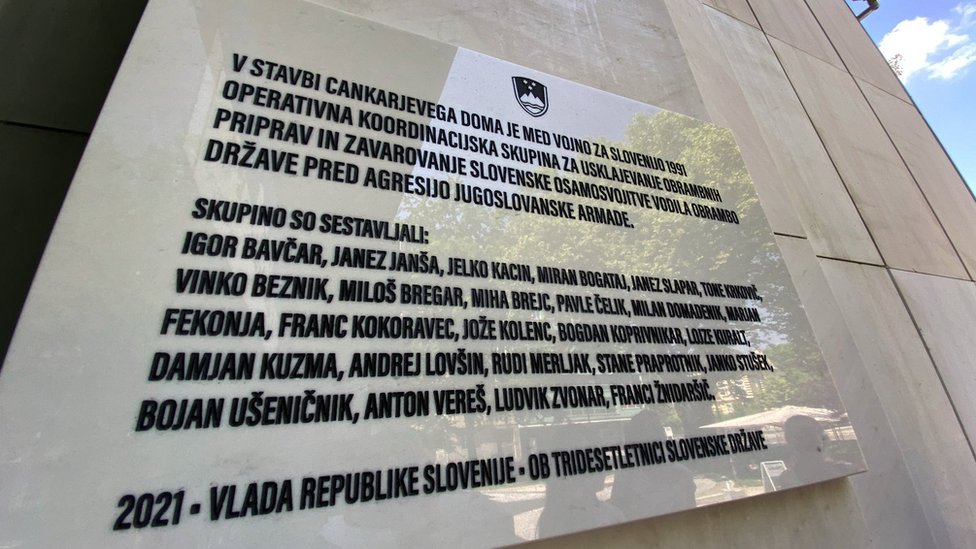 V STAVBI CANKARJEVEGA DOMA JE MED VOJNO ZA SLOVENIJO 1991
OPERATIVNA KOORDINACIJSKA SKUPINA ZA USKLAJEVANJE OBRAMBNIH
PRIPRAV IN ZAVAROVANJE SLOVENSKE OSAMOSVOJITVE VODILA OBRAMBO
DRŽAVE PRED AGRESIJO JUGOSLOVANSKE ARMADE.
SKUPINO SO SESTAVLJALI:
IGOR BAVČAR, JANEZ JANŠA, JELKO KACIN, MIRAN BOGATAJ, JANEZ SLAPAR, TONE KRKOVIČ,
VINKO BEZNIK, MILOŠ BREGAR, MIHA BREJC, PAVLE ČELIK, MILAN DOMADENIK, MARJAN
FEKONJA, FRANC KOKORAVEC, JOŽE KOLENC, BOGDAN KOPRIVNIKAR, LOJZE KURALT,
DAMJAN KUZMA, ANDREJ LOVŠIN, RUDI MERLJAK, STANE PRAPROTNIK, JANKO STUŠEK,
BOJAN UŠENIČNIK, ANTON VEREŠ, LUDVIK ZVONAR, FRANCI ŽNIDARŠIČ.
2021 • VLADA REPUBLIKE SLOVENIJE • OB TRIDESETLETNICI SLOVENSKE DRŽAVE